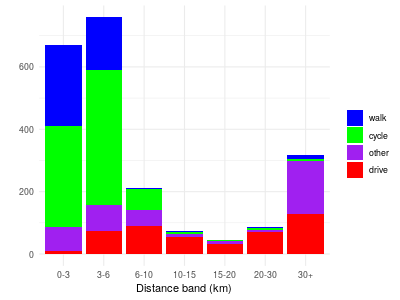 600
400
200
0
0-3 3-6 6-10 10-15 15-20 20-30 30+
Distance band (km)
walk
cycle
other
drive